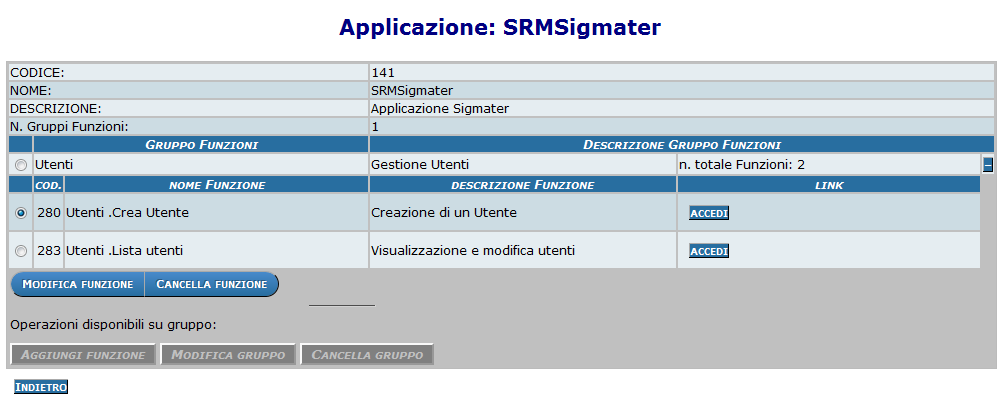 Applicazione: SRMSigmater
CODICE: 141
NOME: SRMSigmater
DESCRIZIONE: Applicazione Sigmater
N. Gruppi Funzioni: 1
Gruppo Funzioni Descrizione Gruppo Funzioni
Utenti Gestione Utenti n. totale Funzioni: 2 -
cod. nome Funzione descrizione Funzione link
280 Utenti .Crea Utente Creazione di un Utente accedi
283 Utenti .Lista utenti Visualizzazione e modifica utenti accedi
Modifica funzione Cancella funzione
Operazioni disponibili su gruppo:
Aggiungi funzione Modifica gruppo Cancella gruppo
Indietro